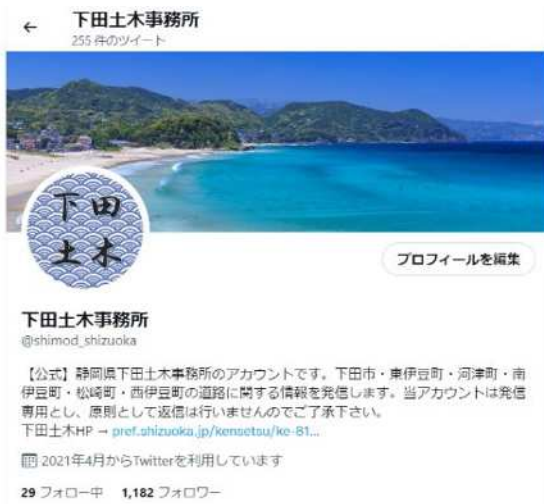 下田土木事務所
255 件のツイート
下田
土木
プロフィールを編集
下田土木事務所
@shimod_shizuoka
【公式】静岡県下田土木事務所のアカウントです。下田市・東伊豆町・河津町・南
伊豆町・松崎町・西伊豆町の道路に関する情報を発信します。当アカウントは発信
専用とし、原則として返信は行いませんのでご了承下さい。
下田土木HP → pref.shizuoka.jp/kensetsu/ke-81...
2021年4月からTwitterを利用しています
29 フォロー中 1,182 フォロワー